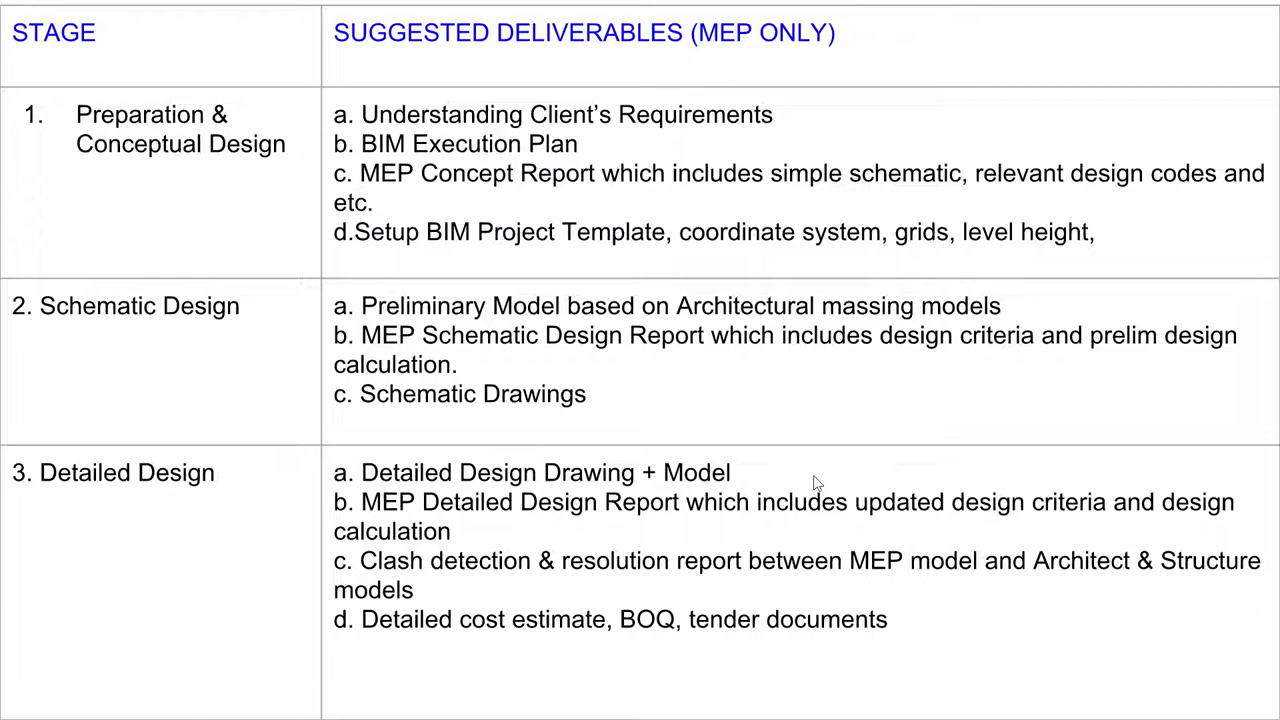 STAGE
SUGGESTED DELIVERABLES (MEP ONLY)
1. Preparation &
Conceptual Design
a. Understanding Client’s Requirements
b. BIM Execution Plan
c. MEP Concept Report which includes simple schematic, relevant design codes and
etc.
d.Setup BIM Project Template, coordinate system, grids, level height,
2. Schematic Design
a. Preliminary Model based on Architectural massing models
b. MEP Schematic Design Report which includes design criteria and prelim design
calculation.
c. Schematic Drawings
3. Detailed Design
a. Detailed Design Drawing + Model
b. MEP Detailed Design Report which includes updated design criteria and design
calculation
c. Clash detection & resolution report between MEP model and Architect & Structure
models
d. Detailed cost estimate, BOQ, tender documents